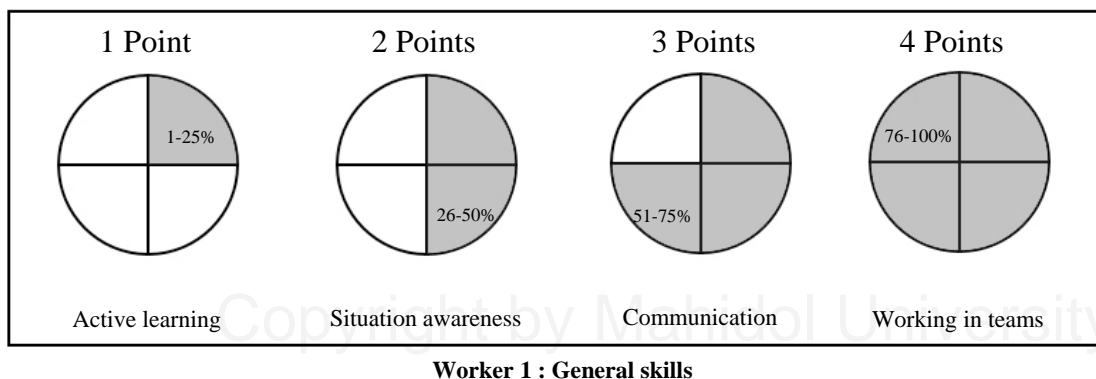 1 Point 2 Points 3 Points 4 Points
1-25% 26-50% 51-75% 76-100%
Active learning Situation awareness Communication Working in teams
Copyright by Mahidol University
Worker 1 : General skills